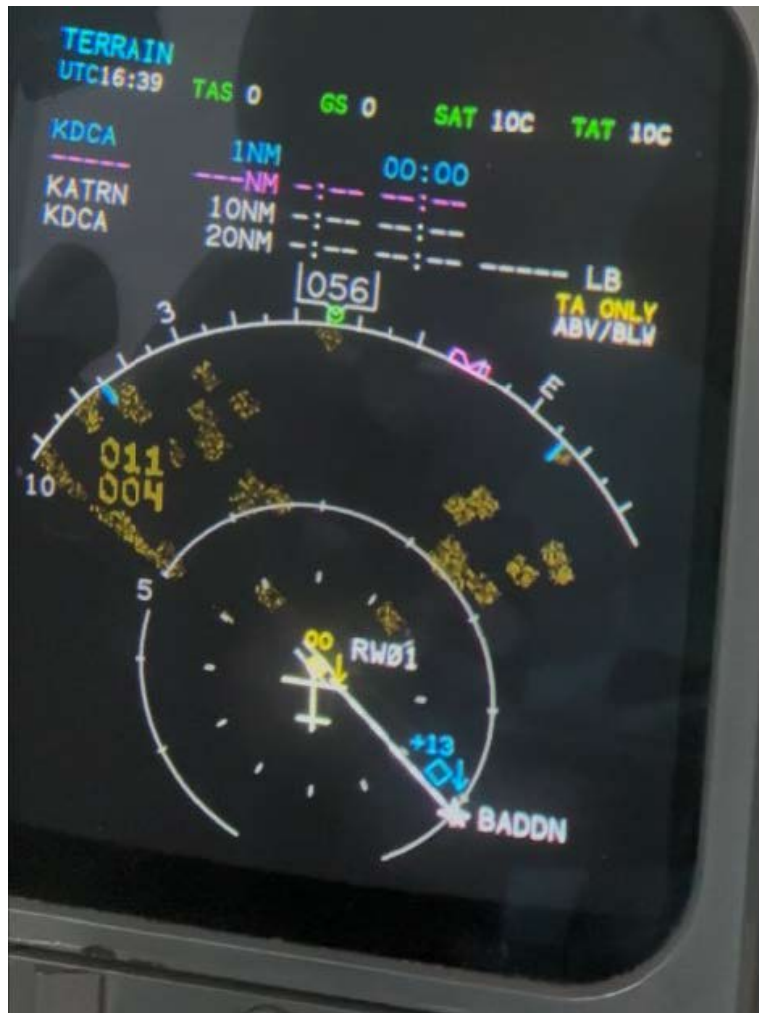 TERRAIN
UTC16:39 TAS 0 GS 0 SAT 10C TAT 10C
KDCA 1NM 00:00
-----  ---NM --:-- --:--
KATRN 10NM --:-- --:--
KDCA 20NM --:-- --:-- ----- LB
TA ONLY
ABV/BLW
056
3
E
011
004
10
5
00
RW01
+13
BADDN